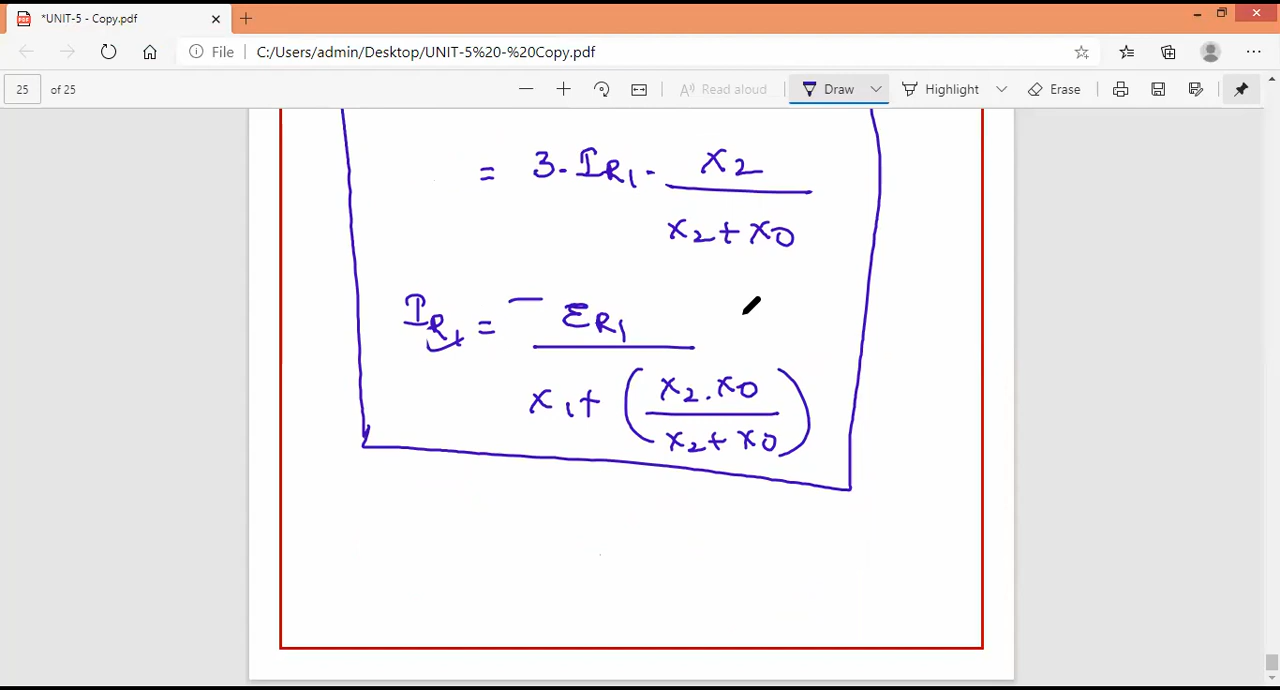 *UNIT-5 - Copy.pdf
File C:/Users/admin/Desktop/UNIT-5%20-%20Copy.pdf
25 of 25 Read aloud Draw Highlight Erase
= 3. I_R1 . X2
X2 + X0
I_R1 = E_R1
X1 + ( X2 . X0
X2 + X0 )